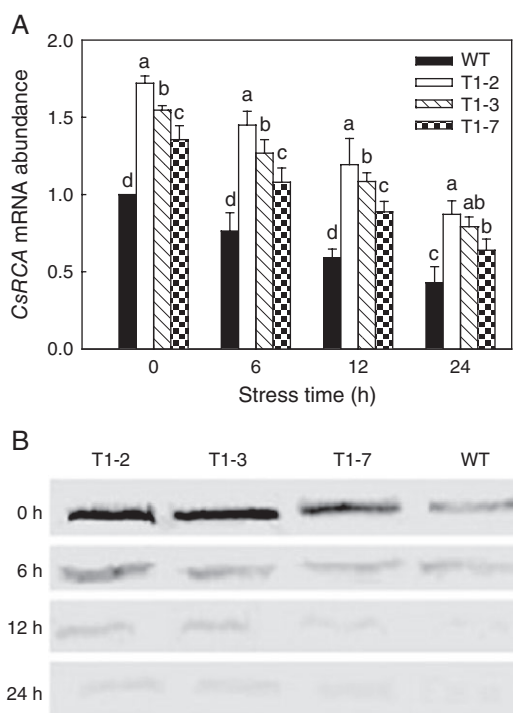 A
CsRCA mRNA abundance
2.0
1.5
1.0
0.5
0.0
WT
T1-2
T1-3
T1-7
d a b c
d a b c
d a b c
c a ab b
0 6 12 24
Stress time (h)
B
T1-2 T1-3 T1-7 WT
0 h
6 h
12 h
24 h